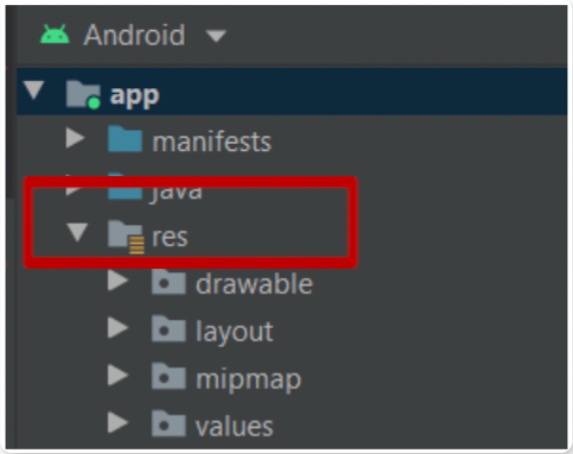 Android
app
manifests
java
res
drawable
layout
mipmap
values